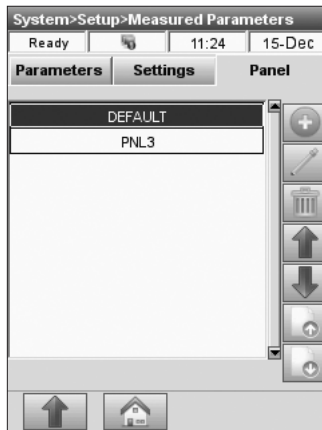 System>Setup>Measured Parameters
Ready 11:24 15-Dec
Parameters Settings Panel
DEFAULT
PNL3